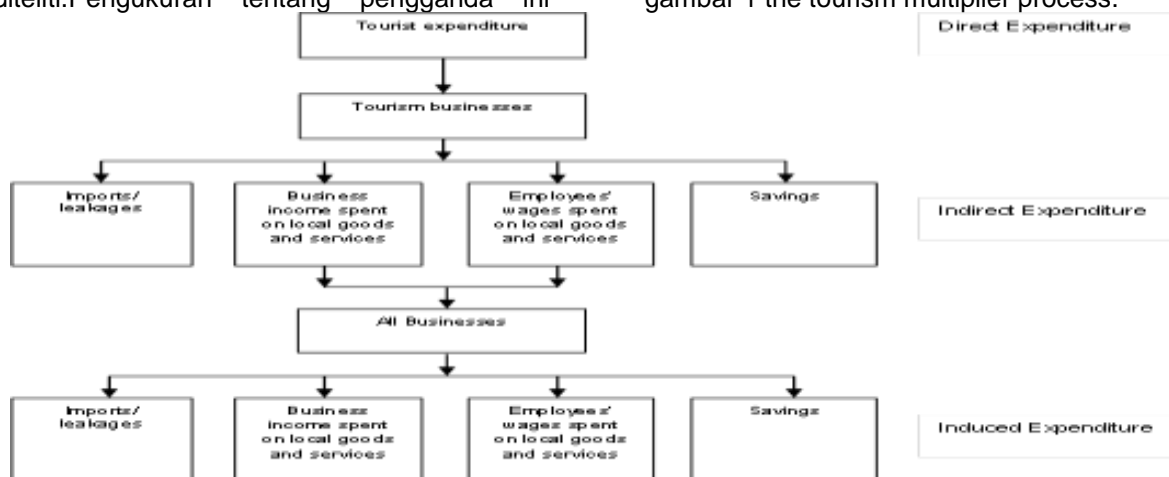 diteliti.Pengukuran tentang pengganda ini
gambar 1 the tourism multiplier process.
Tourist expenditure
Direct Expenditure
Tourism businesses
Imports/
leakages
Business
income spent
on local goods
and services
Employees'
wages spent
on local goods
and services
Savings
Indirect Expenditure
All Businesses
Imports/
leakages
Business
income spent
on local goods
and services
Employees'
wages spent
on local goods
and services
Savings
Induced Expenditure